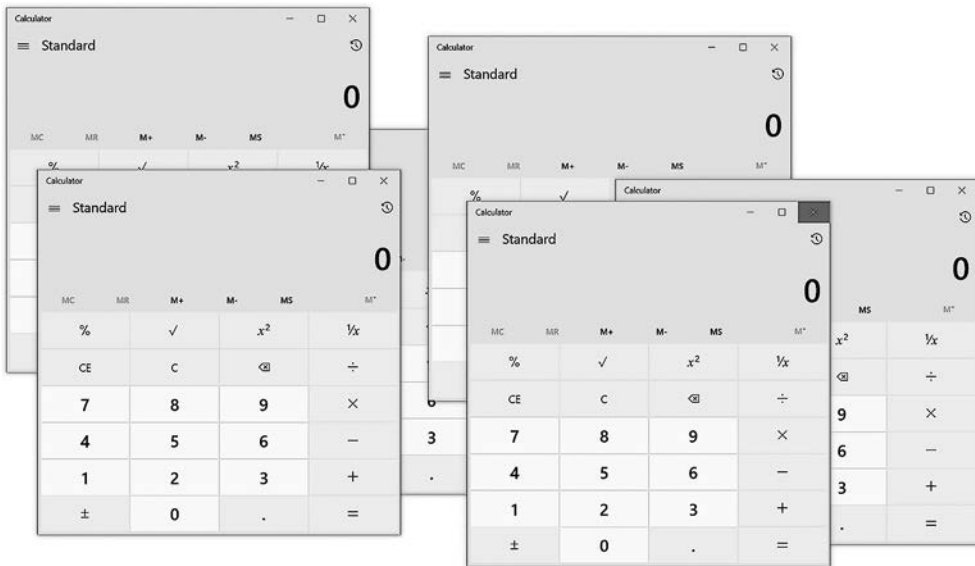 Calculator
Standard
0
MC MR M+ M- MS M˅
% √ x² ⅟x
Calculator
Standard
0
MC MR M+ M- MS M˅
% √
Calculator
Standard
0
MC MR M+ M- MS M˅
% √ x² ⅟x
CE C ⌫ ÷
7 8 9 ×
4 5 6 −
1 2 3 +
± 0 . =
3
.
Calculator
Standard
0
MC MR M+ M- MS M˅
% √ x² ⅟x
CE C ⌫ ÷
7 8 9 ×
4 5 6 −
1 2 3 +
± 0 . =
Calculator
0
MS M˅
x² ⅟x
⌫ ÷
9 ×
6 −
3 +
. =